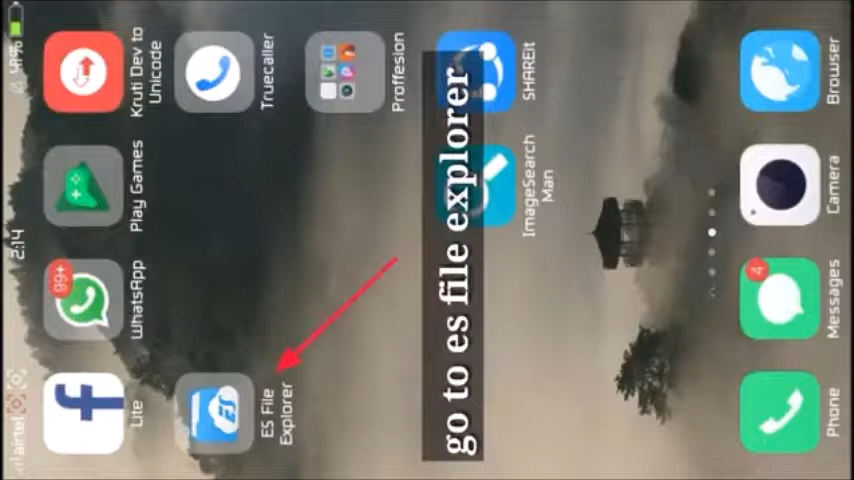 airtel
2:14
41%
Lite
WhatsApp
99+
Play Games
Kruti Dev to
Unicode
ES File
Explorer
Truecaller
Proffesion
ImageSearch
Man
SHAREit
go to es file explorer
Phone
Messages
4
Camera
Browser